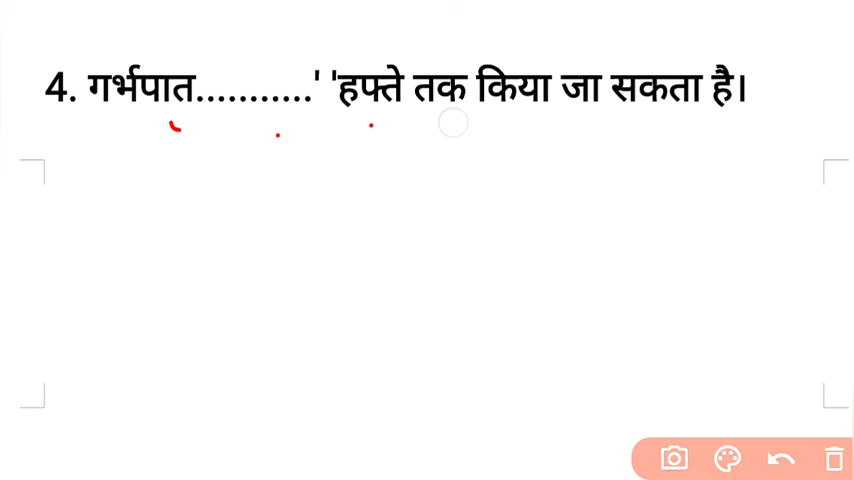 4. गर्भपात...........' 'हफ्ते तक किया जा सकता है।